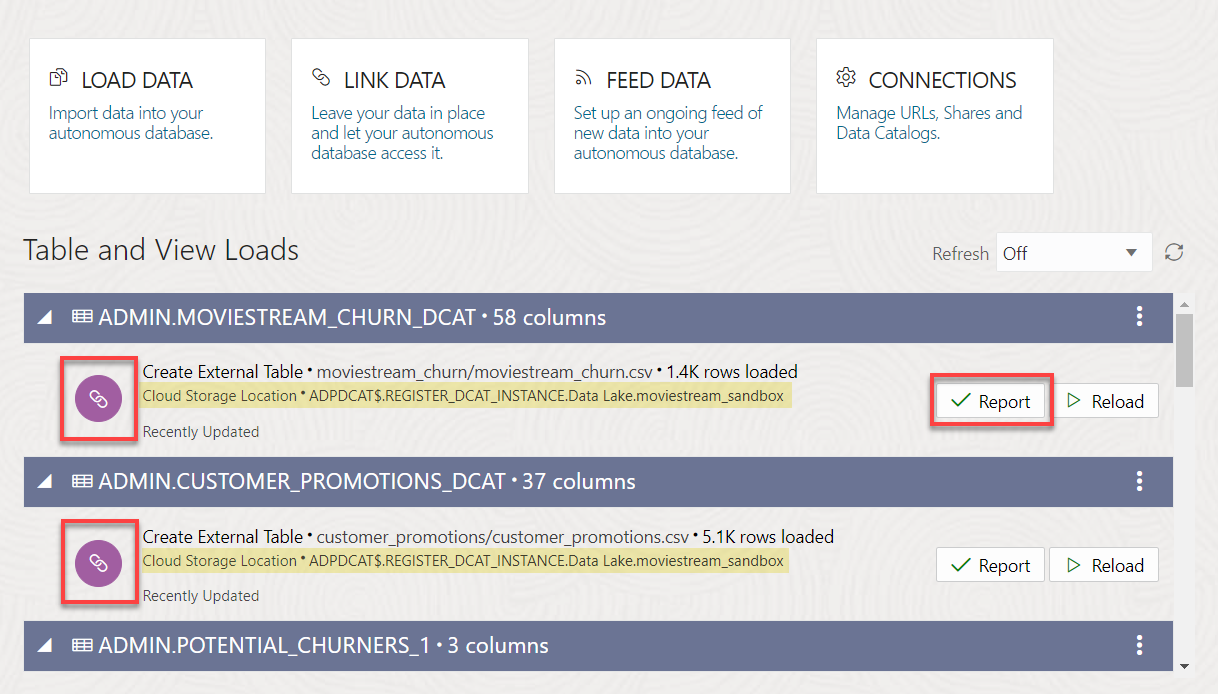 LOAD DATA
Import data into your
autonomous database.
LINK DATA
Leave your data in place
and let your autonomous
database access it.
FEED DATA
Set up an ongoing feed of
new data into your
autonomous database.
CONNECTIONS
Manage URLs, Shares and
Data Catalogs.
Table and View Loads
Refresh Off
ADMIN.MOVIESTREAM_CHURN_DCAT • 58 columns
Create External Table • moviestream_churn/moviestream_churn.csv • 1.4K rows loaded
Cloud Storage Location • ADPDCAT$.REGISTER_DCAT_INSTANCE.Data Lake.moviestream_sandbox
Recently Updated
Report Reload
ADMIN.CUSTOMER_PROMOTIONS_DCAT • 37 columns
Create External Table • customer_promotions/customer_promotions.csv • 5.1K rows loaded
Cloud Storage Location • ADPDCAT$.REGISTER_DCAT_INSTANCE.Data Lake.moviestream_sandbox
Recently Updated
Report Reload
ADMIN.POTENTIAL_CHURNERS_1 • 3 columns